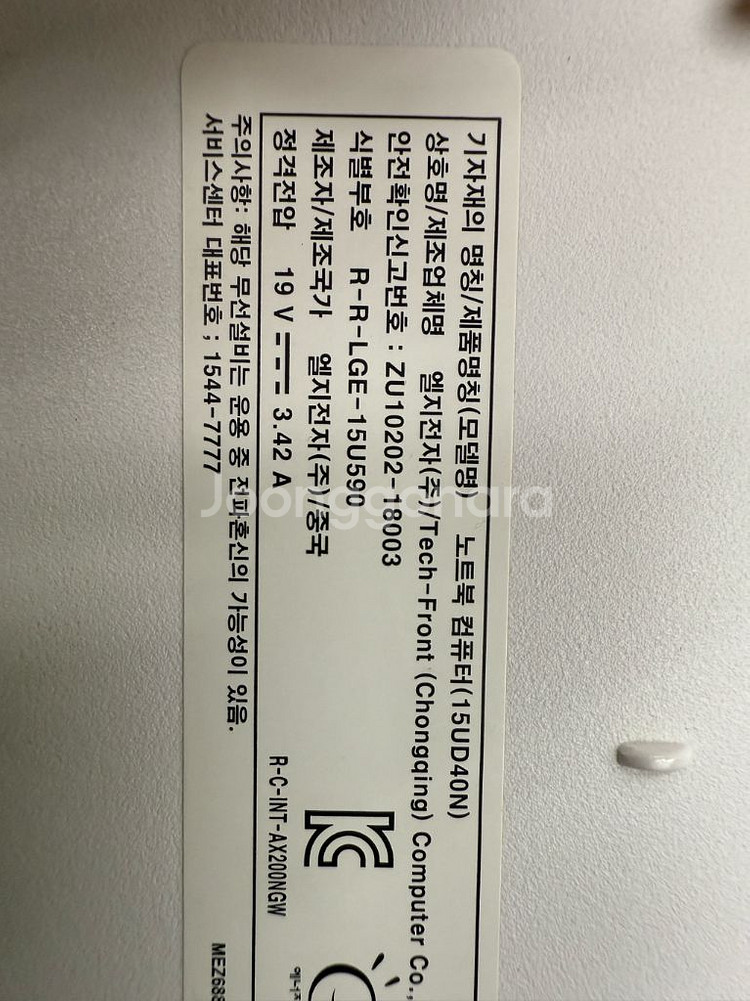 기자재의 명칭/제품명칭(모델명) 노트북 컴퓨터(15UD40N)
상호명/제조업체명 엘지전자(주)/Tech-Front (Chongqing) Computer Co.,
안전확인신고번호 : ZU10202-18003
식별부호 R-R-LGE-15U590
제조자/제조국가 엘지전자(주)/중국
정격전압 19 V 3.42 A
R-C-INT-AX200NGW
주의사항: 해당 무선설비는 운용 중 전파혼신의 가능성이 있음.
서비스센터 대표번호 ; 1544-7777
Joonggonara